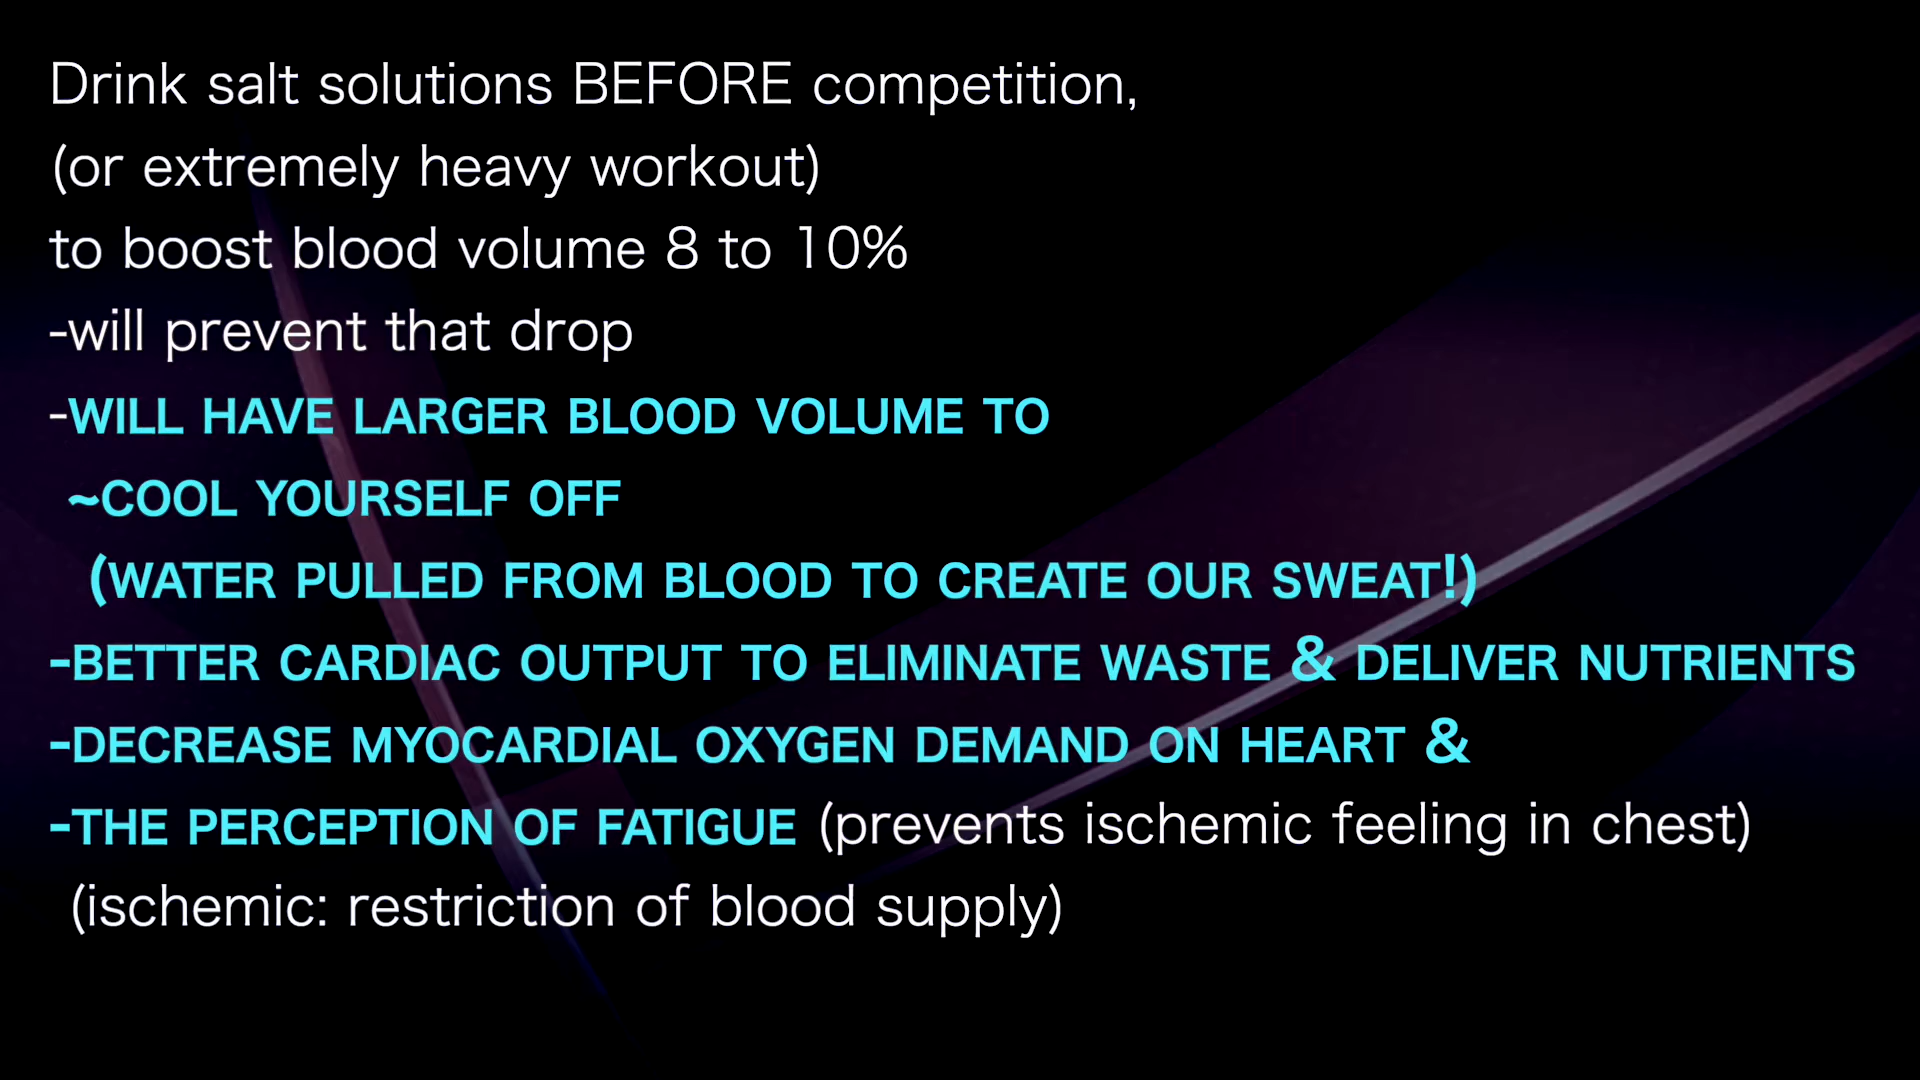 Drink salt solutions BEFORE competition,
(or extremely heavy workout)
to boost blood volume 8 to 10%
-will prevent that drop
-WILL HAVE LARGER BLOOD VOLUME TO
~COOL YOURSELF OFF
(WATER PULLED FROM BLOOD TO CREATE OUR SWEAT!)
-BETTER CARDIAC OUTPUT TO ELIMINATE WASTE & DELIVER NUTRIENTS
-DECREASE MYOCARDIAL OXYGEN DEMAND ON HEART &
-THE PERCEPTION OF FATIGUE (prevents ischemic feeling in chest)
(ischemic: restriction of blood supply)